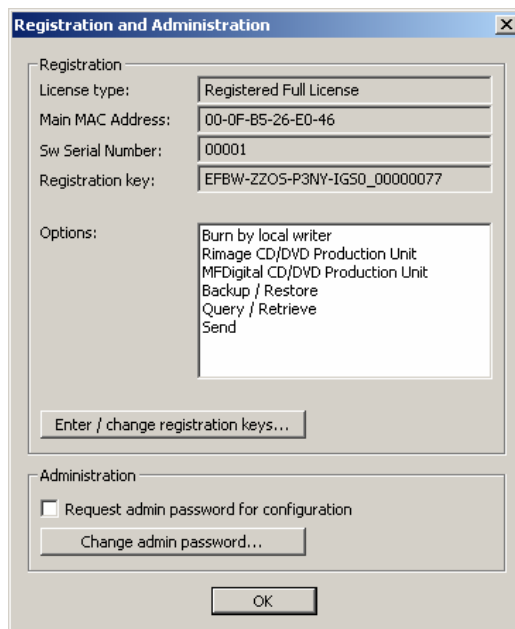 Registration and Administration
Registration
License type: Registered Full License
Main MAC Address: 00-0F-B5-26-E0-46
Sw Serial Number: 00001
Registration key: EFBW-ZZOS-P3NY-IGS0_00000077
Options: Burn by local writer
Rimage CD/DVD Production Unit
MFDigital CD/DVD Production Unit
Backup / Restore
Query / Retrieve
Send
Enter / change registration keys...
Administration
Request admin password for configuration
Change admin password...
OK